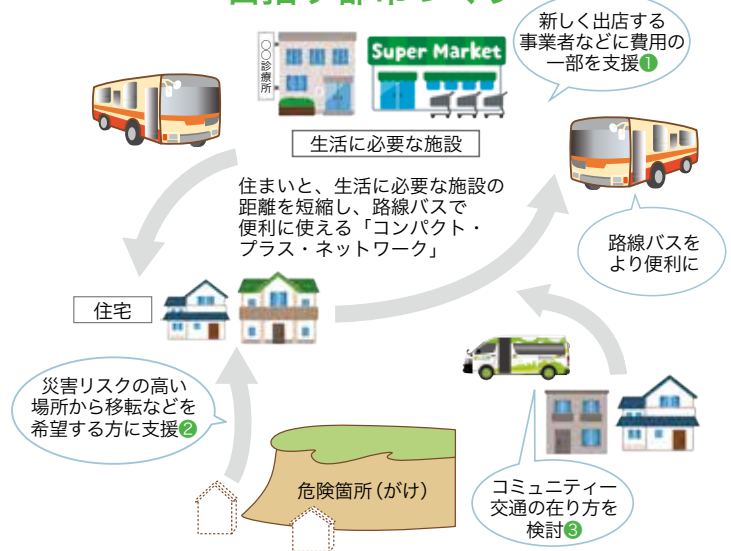 新しく出店する
事業者などに費用の
一部を支援❶
〇〇診療所
Super Market
生活に必要な施設
住まいと、生活に必要な施設の
距離を短縮し、路線バスで
便利に使える「コンパクト・
プラス・ネットワーク」
路線バスを
より便利に
住宅
災害リスクの高い
場所から移転などを
希望する方に支援❷
危険箇所(がけ)
コミュニティー
交通の在り方を
検討❸